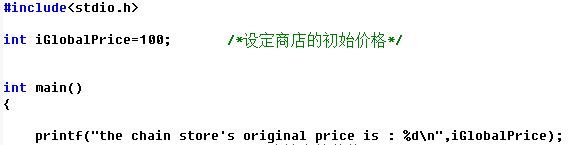 #include<stdio.h>
int iGlobalPrice=100; /*设定商店的初始价格*/
int main()
{
printf("the chain store's original price is : %d\n",iGlobalPrice);